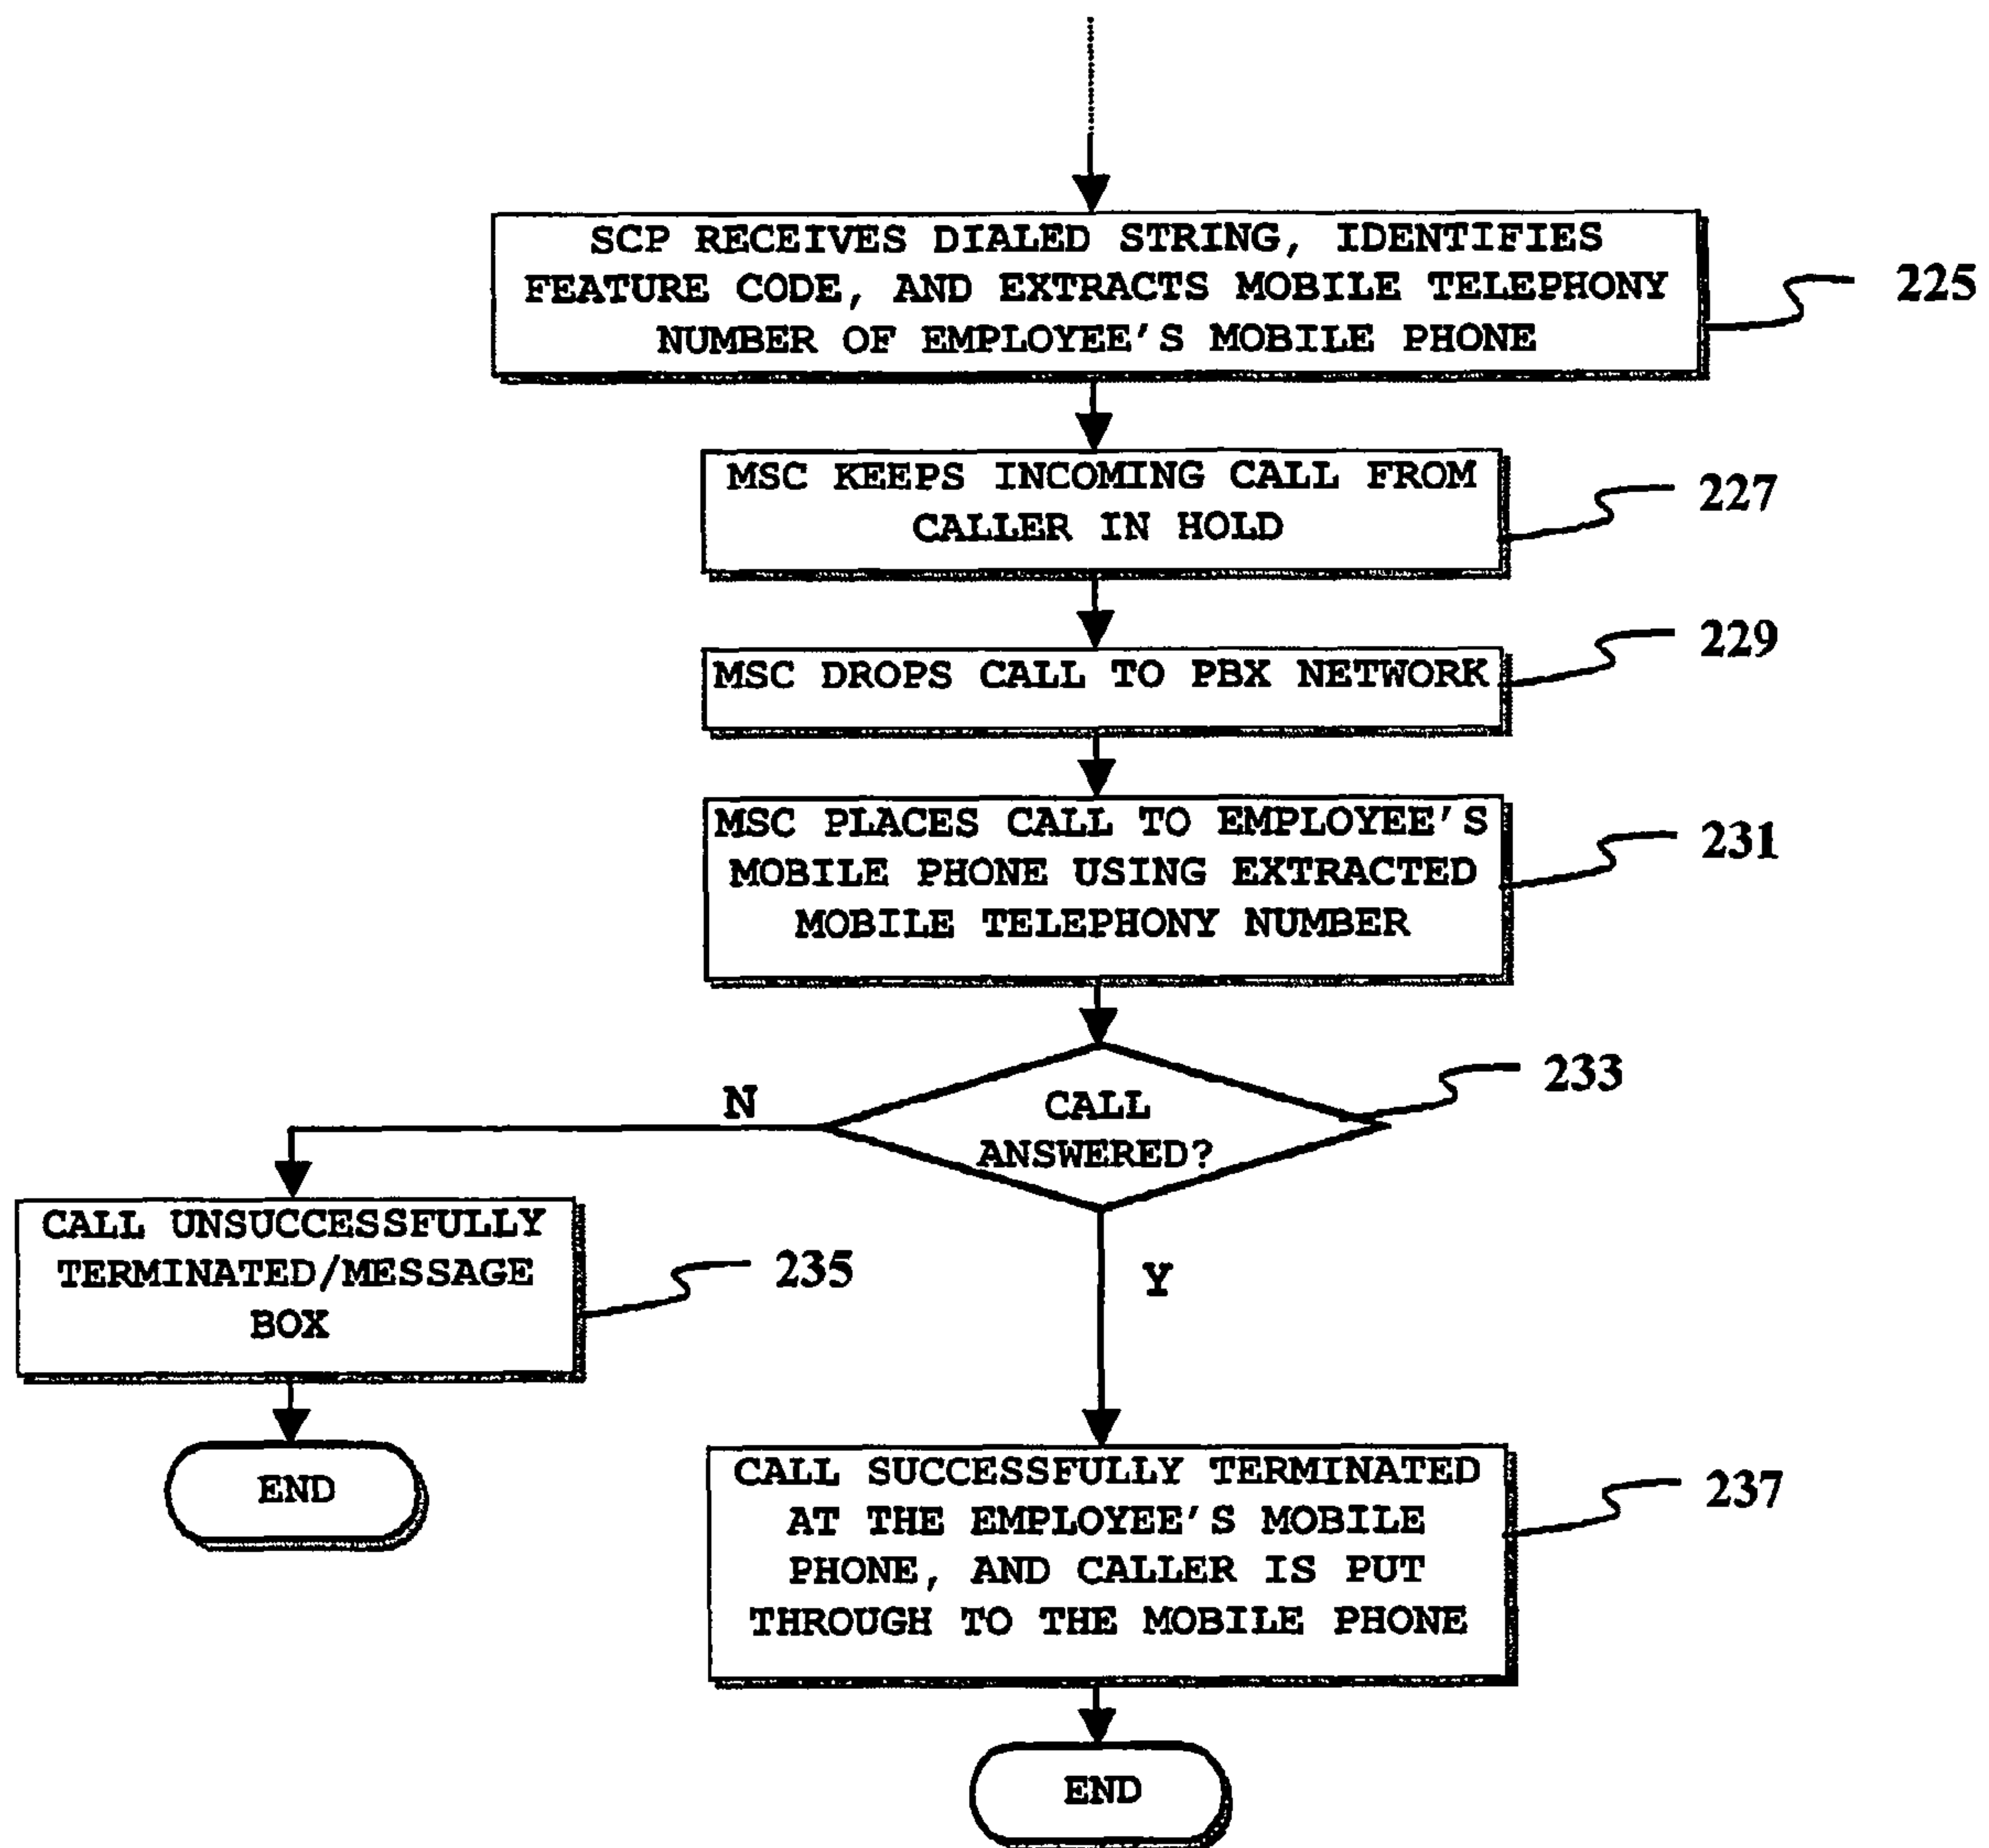 SCP RECEIVES DIALED STRING, IDENTIFIES
FEATURE CODE, AND EXTRACTS MOBILE TELEPHONY
NUMBER OF EMPLOYEE'S MOBILE PHONE
225
MSC KEEPS INCOMING CALL FROM
CALLER IN HOLD
227
MSC DROPS CALL TO PBX NETWORK
229
MSC PLACES CALL TO EMPLOYEE'S
MOBILE PHONE USING EXTRACTED
MOBILE TELEPHONY NUMBER
231
CALL
ANSWERED?
233
N
Y
CALL UNSUCCESSFULLY
TERMINATED/MESSAGE
BOX
235
END
CALL SUCCESSFULLY TERMINATED
AT THE EMPLOYEE'S MOBILE
PHONE, AND CALLER IS PUT
THROUGH TO THE MOBILE PHONE
237
END